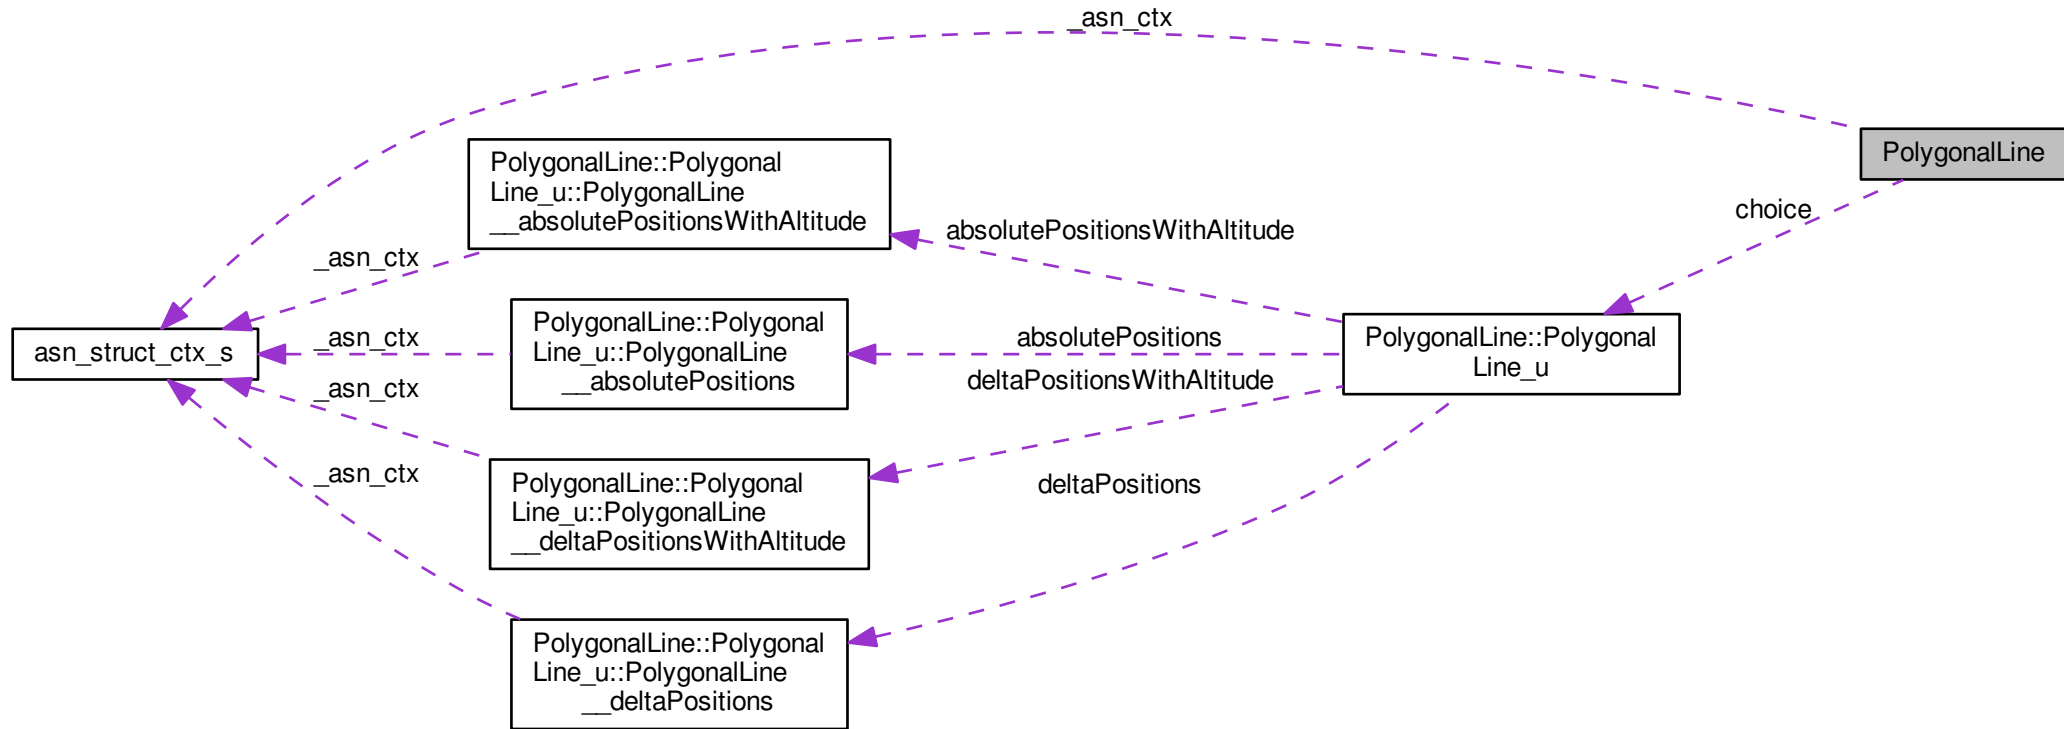 _asn_ctx
PolygonalLine
PolygonalLine::Polygonal
Line_u::PolygonalLine
__absolutePositionsWithAltitude
choice
absolutePositionsWithAltitude
_asn_ctx
PolygonalLine::Polygonal
Line_u::PolygonalLine
__absolutePositions
_asn_ctx
absolutePositions
PolygonalLine::Polygonal
Line_u
asn_struct_ctx_s
deltaPositionsWithAltitude
_asn_ctx
PolygonalLine::Polygonal
Line_u::PolygonalLine
__deltaPositionsWithAltitude
_asn_ctx
deltaPositions
PolygonalLine::Polygonal
Line_u::PolygonalLine
__deltaPositions